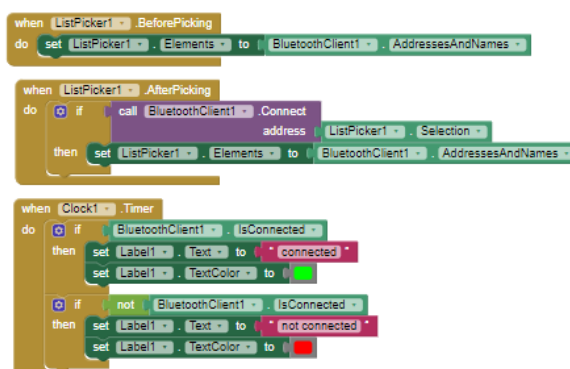 when ListPicker1 .BeforePicking
do set ListPicker1 . Elements to BluetoothClient1 . AddressesAndNames
when ListPicker1 .AfterPicking
do if call BluetoothClient1 .Connect
address ListPicker1 . Selection
then set ListPicker1 . Elements to BluetoothClient1 . AddressesAndNames
when Clock1 .Timer
do if BluetoothClient1 . IsConnected
then set Label1 . Text to " connected "
set Label1 . TextColor to
if not BluetoothClient1 . IsConnected
then set Label1 . Text to " not connected "
set Label1 . TextColor to